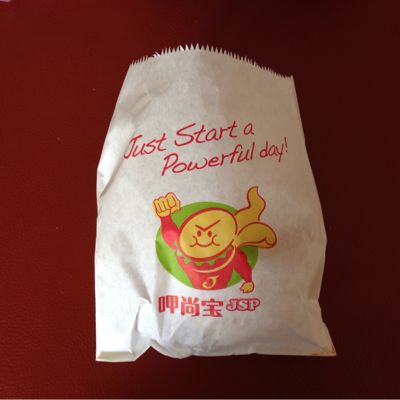 Just Start a
Powerful day!
J
呷尚宝 JSP